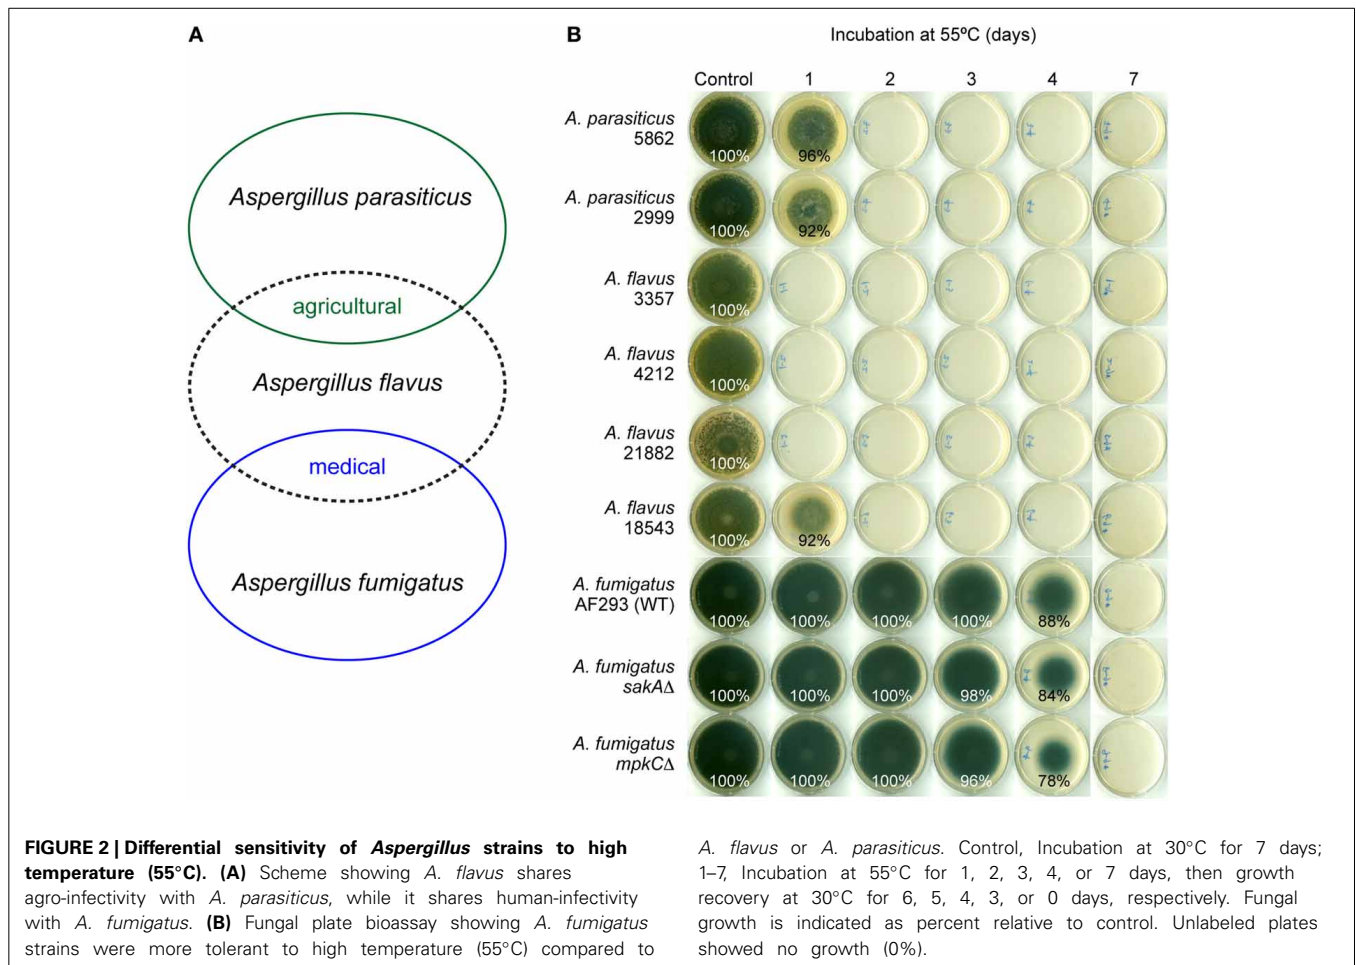 A
Aspergillus parasiticus
agricultural
Aspergillus flavus
medical
Aspergillus fumigatus
B
Incubation at 55ºC (days)
Control 1 2 3 4 7
A. parasiticus
5862
100% 96%
A. parasiticus
2999
100% 92%
A. flavus
3357
100%
A. flavus
4212
100%
A. flavus
21882
100%
A. flavus
18543
100% 92%
A. fumigatus
AF293 (WT)
100% 100% 100% 100% 88%
A. fumigatus
sakAΔ
100% 100% 100% 98% 84%
A. fumigatus
mpkCΔ
100% 100% 100% 96% 78%
FIGURE 2 | Differential sensitivity of Aspergillus strains to high
temperature (55°C). (A) Scheme showing A. flavus shares
agro-infectivity with A. parasiticus, while it shares human-infectivity
with A. fumigatus. (B) Fungal plate bioassay showing A. fumigatus
strains were more tolerant to high temperature (55°C) compared to
A. flavus or A. parasiticus. Control, Incubation at 30°C for 7 days;
1–7, Incubation at 55°C for 1, 2, 3, 4, or 7 days, then growth
recovery at 30°C for 6, 5, 4, 3, or 0 days, respectively. Fungal
growth is indicated as percent relative to control. Unlabeled plates
showed no growth (0%).